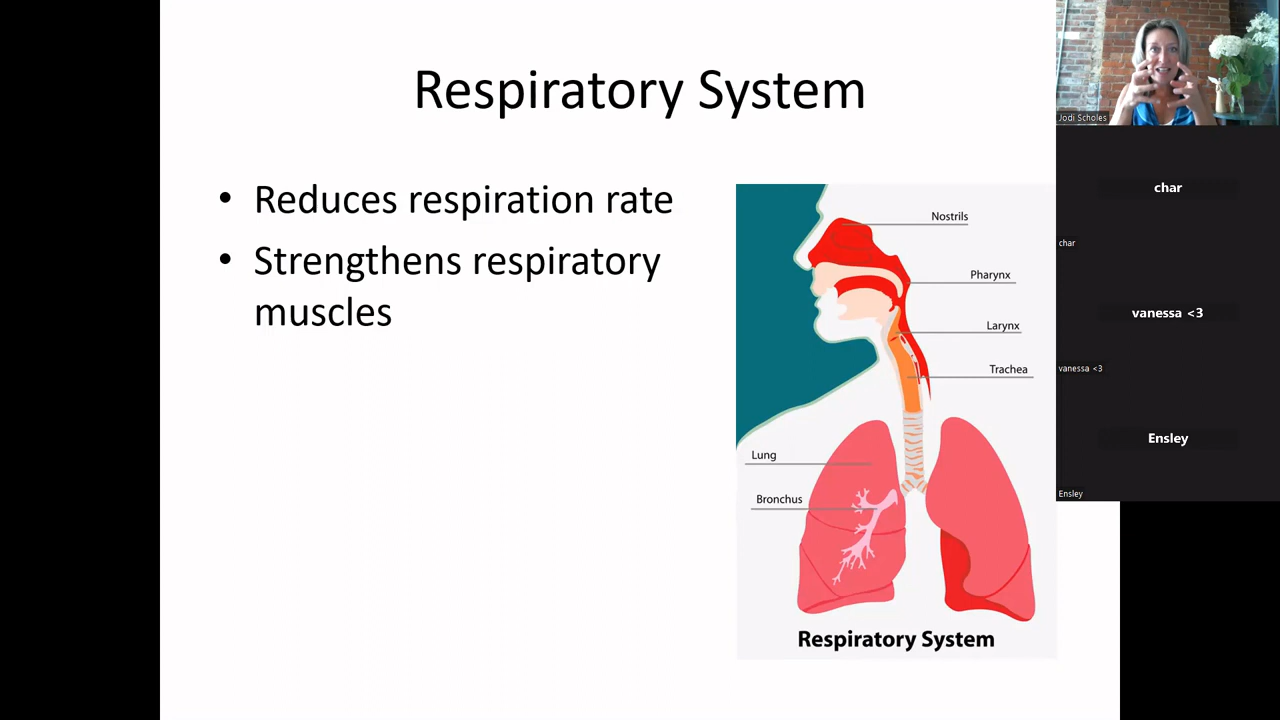 Respiratory System
• Reduces respiration rate
• Strengthens respiratory
muscles
Nostrils
Pharynx
Larynx
Trachea
Lung
Bronchus
Respiratory System
Jodi Scholes
char
char
vanessa <3
vanessa <3
Ensley
Ensley